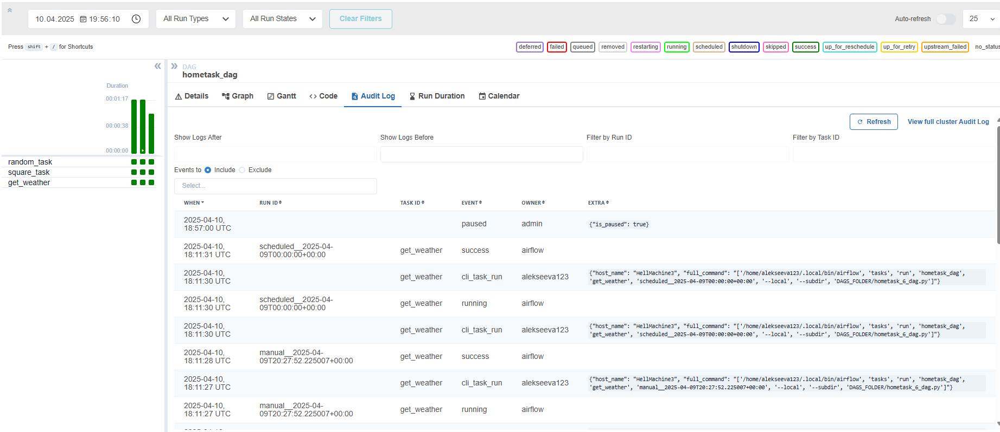 10.04.2025 19:56:10
All Run Types
All Run States
Clear Filters
Auto-refresh
25
Press shift + / for Shortcuts
deferred failed queued removed restarting running scheduled shutdown skipped success up_for_reschedule up_for_retry upstream_failed no_status
DAG
hometask_dag
Duration
00:01:17
00:00:38
00:00:00
random_task
square_task
get_weather
Details Graph Gantt <> Code Audit Log Run Duration Calendar
Refresh View full cluster Audit Log
Show Logs After Show Logs Before Filter by Run ID Filter by Task ID
Events to Include Exclude
Select...
WHEN RUN ID TASK ID EVENT OWNER EXTRA
2025-04-10,
18:57:00 UTC
paused admin {"is_paused": true}
2025-04-10,
18:11:31 UTC
scheduled__2025-04-
09T00:00:00+00:00
get_weather success airflow
2025-04-10,
18:11:30 UTC
get_weather cli_task_run alekseeva123
{"host_name": "HellMachine3", "full_command": "['/home/alekseeva123/.local/bin/airflow', 'tasks', 'run', 'hometask_dag',
'get_weather', 'scheduled__2025-04-09T00:00:00+00:00', '--local', '--subdir', 'DAGS_FOLDER/hometask_6_dag.py']"}
2025-04-10,
18:11:30 UTC
scheduled__2025-04-
09T00:00:00+00:00
get_weather running airflow
2025-04-10,
18:11:30 UTC
get_weather cli_task_run alekseeva123
{"host_name": "HellMachine3", "full_command": "['/home/alekseeva123/.local/bin/airflow', 'tasks', 'run', 'hometask_dag',
'get_weather', 'scheduled__2025-04-09T00:00:00+00:00', '--local', '--subdir', 'DAGS_FOLDER/hometask_6_dag.py']"}
2025-04-10,
18:11:28 UTC
manual__2025-04-
09T20:27:52.225007+00:00
get_weather success airflow
2025-04-10,
18:11:27 UTC
get_weather cli_task_run alekseeva123
{"host_name": "HellMachine3", "full_command": "['/home/alekseeva123/.local/bin/airflow', 'tasks', 'run', 'hometask_dag',
'get_weather', 'manual__2025-04-09T20:27:52.225007+00:00', '--local', '--subdir', 'DAGS_FOLDER/hometask_6_dag.py']"}
2025-04-10,
18:11:27 UTC
manual__2025-04-
09T20:27:52.225007+00:00
get_weather running airflow